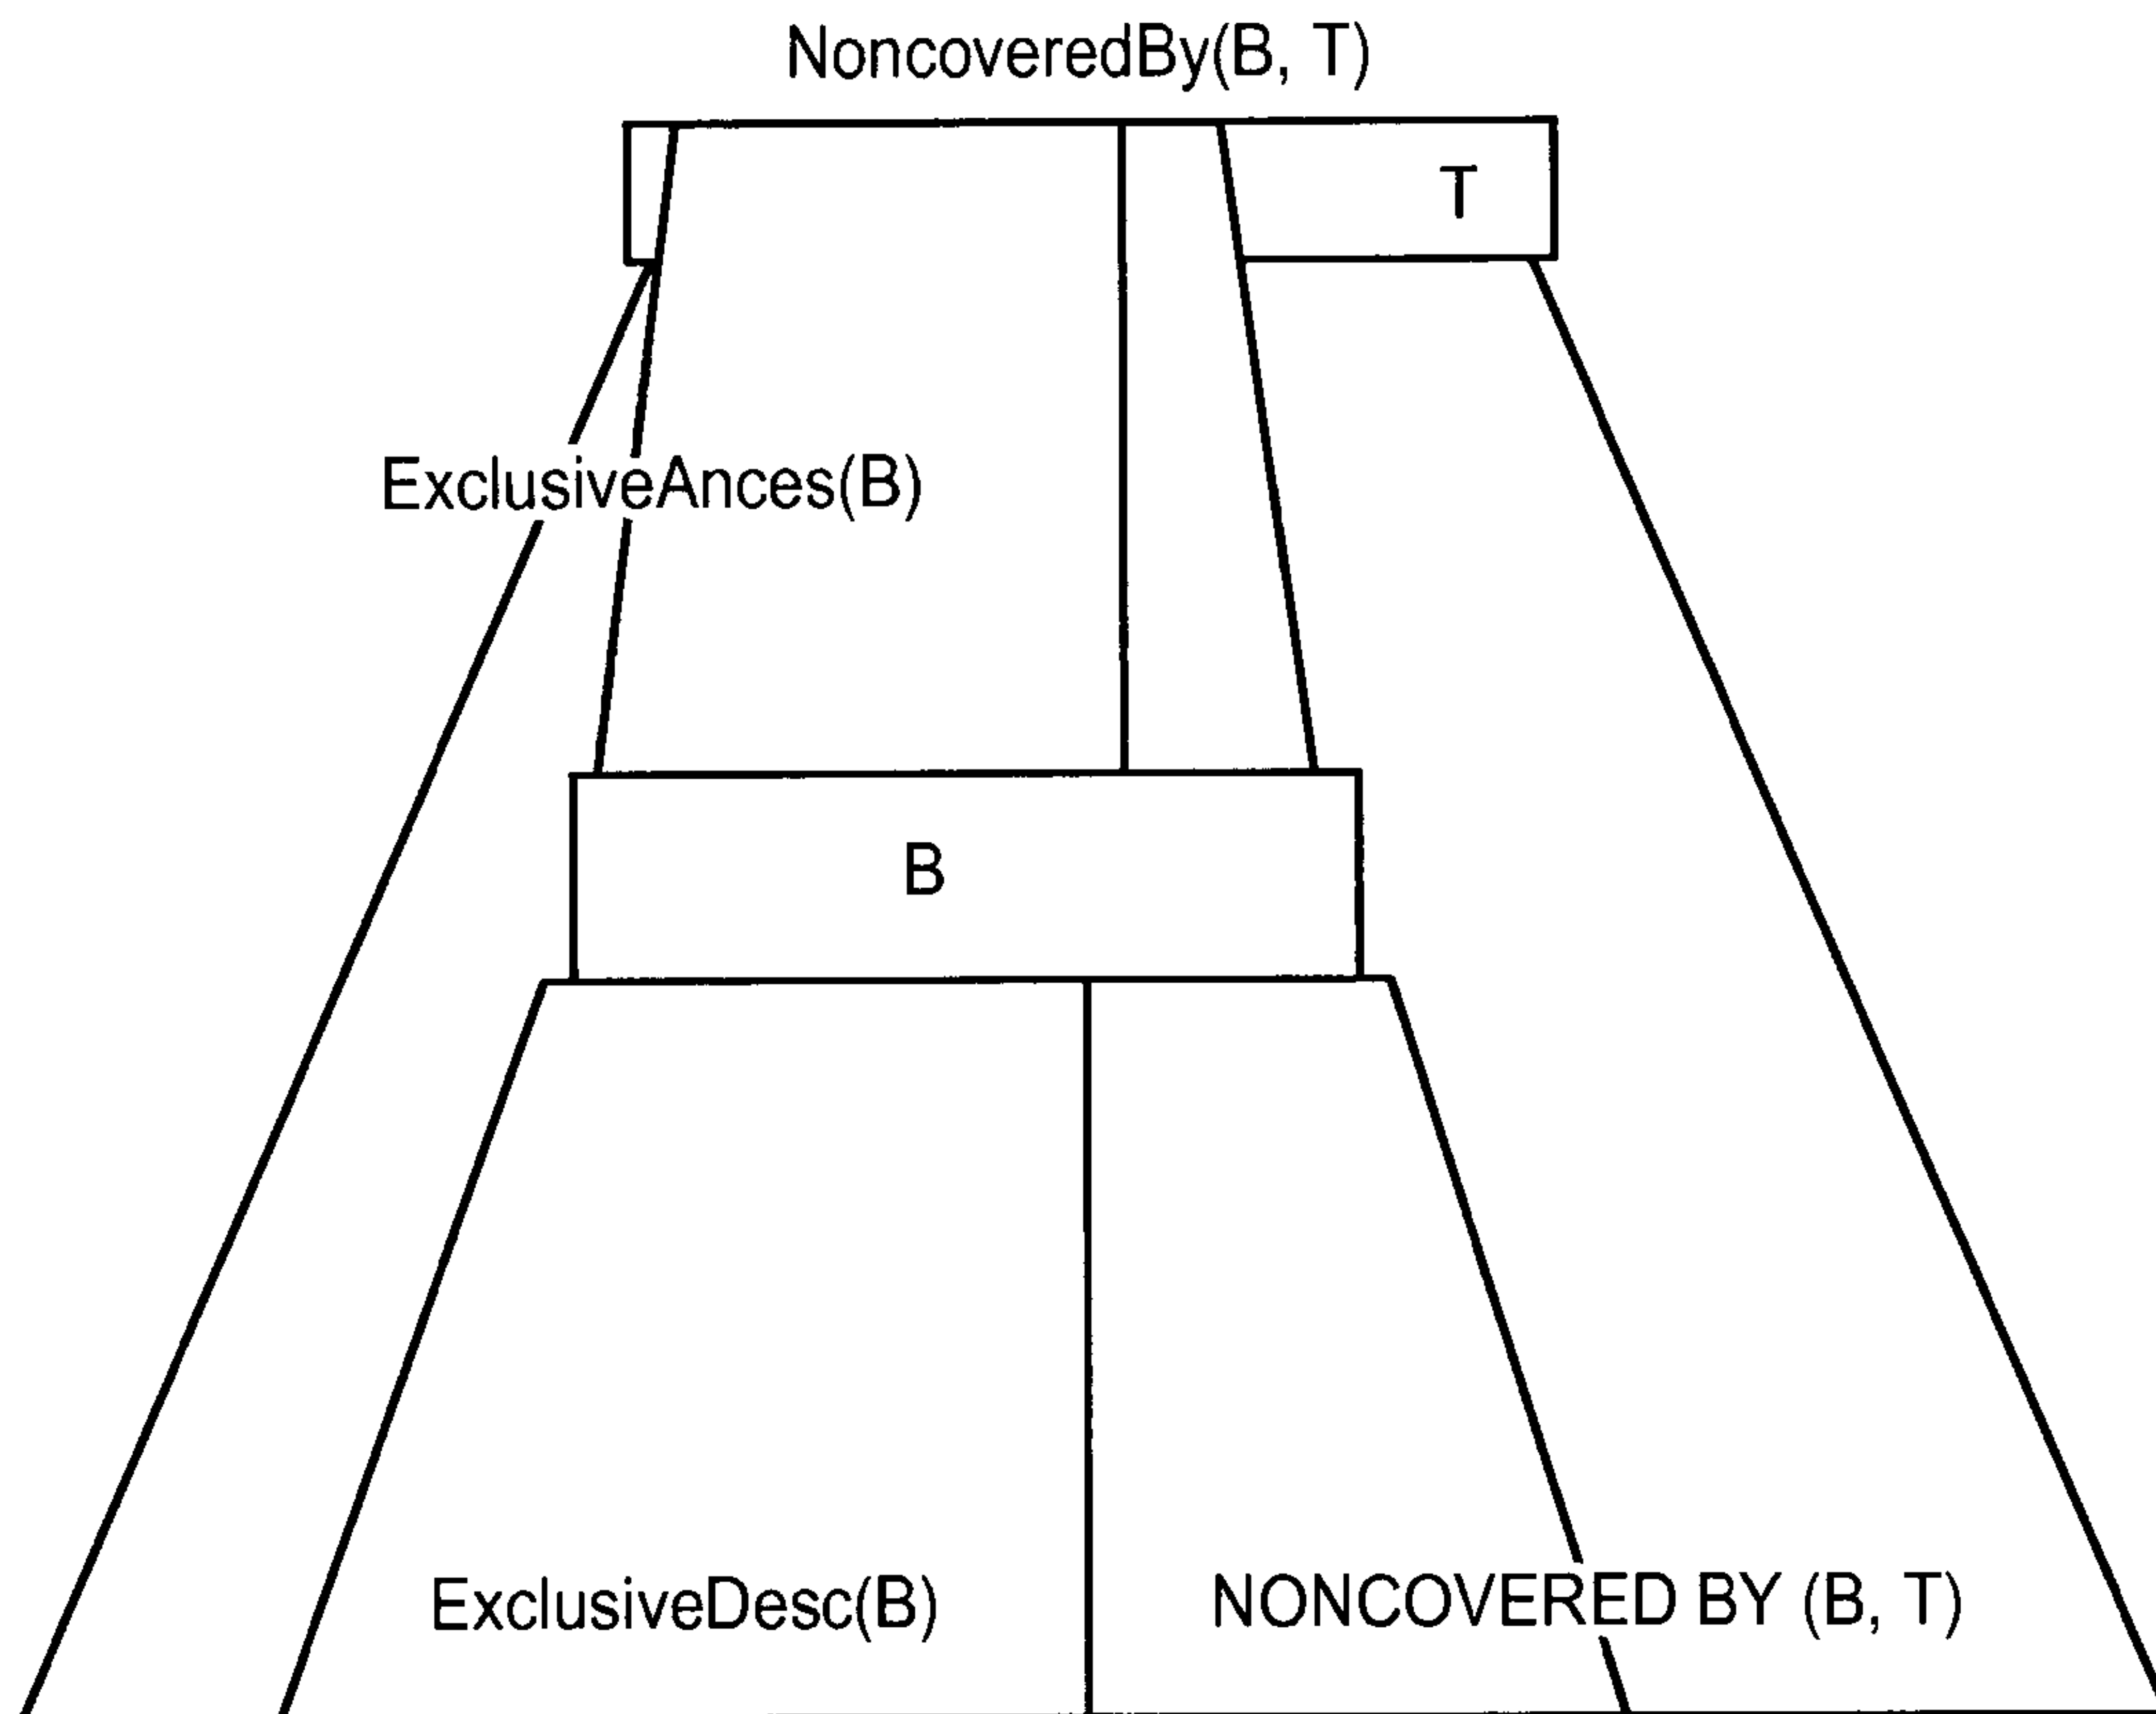 NoncoveredBy(B, T)
T
ExclusiveAnces(B)
B
ExclusiveDesc(B)
NONCOVERED BY (B, T)